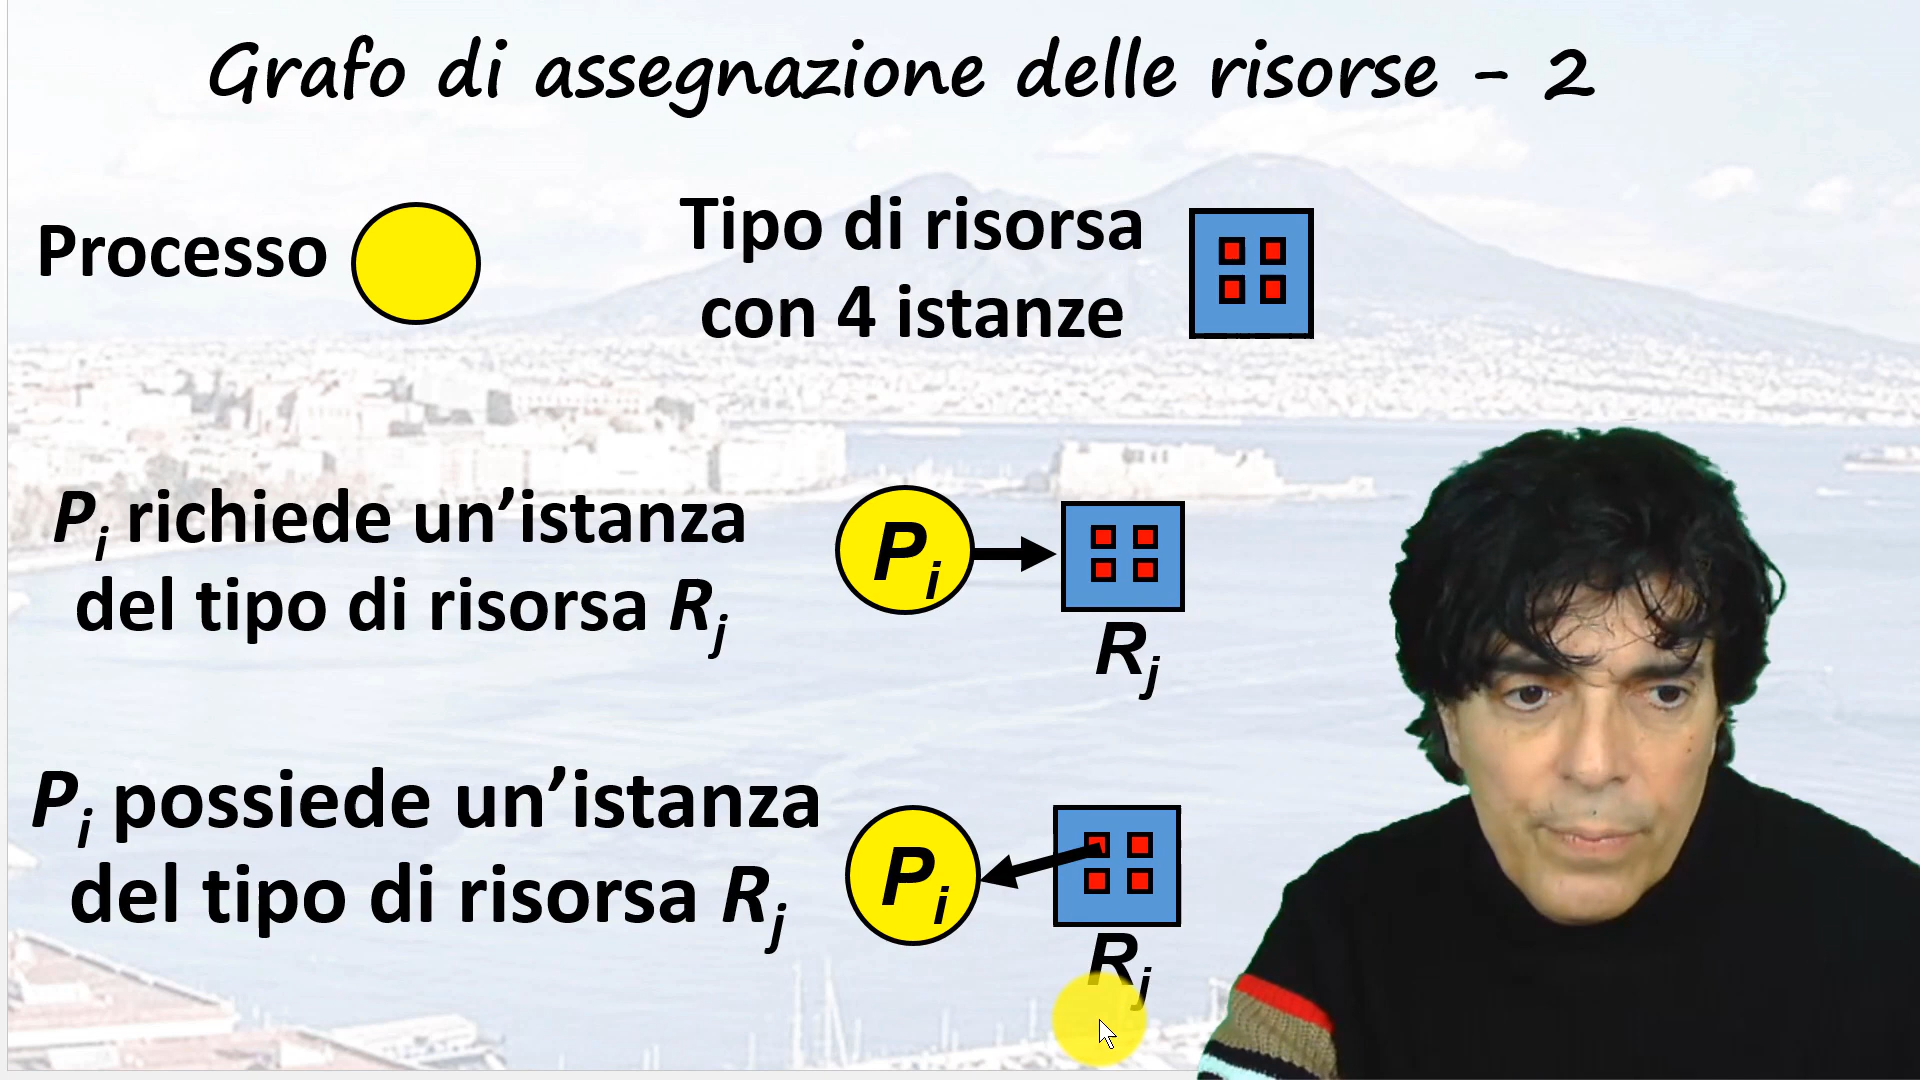 Grafo di assegnazione delle risorse - 2
Processo
Tipo di risorsa
con 4 istanze
Pi richiede un’istanza
del tipo di risorsa Rj
Pi
Rj
Pi possiede un’istanza
del tipo di risorsa Rj
Pi
Rj